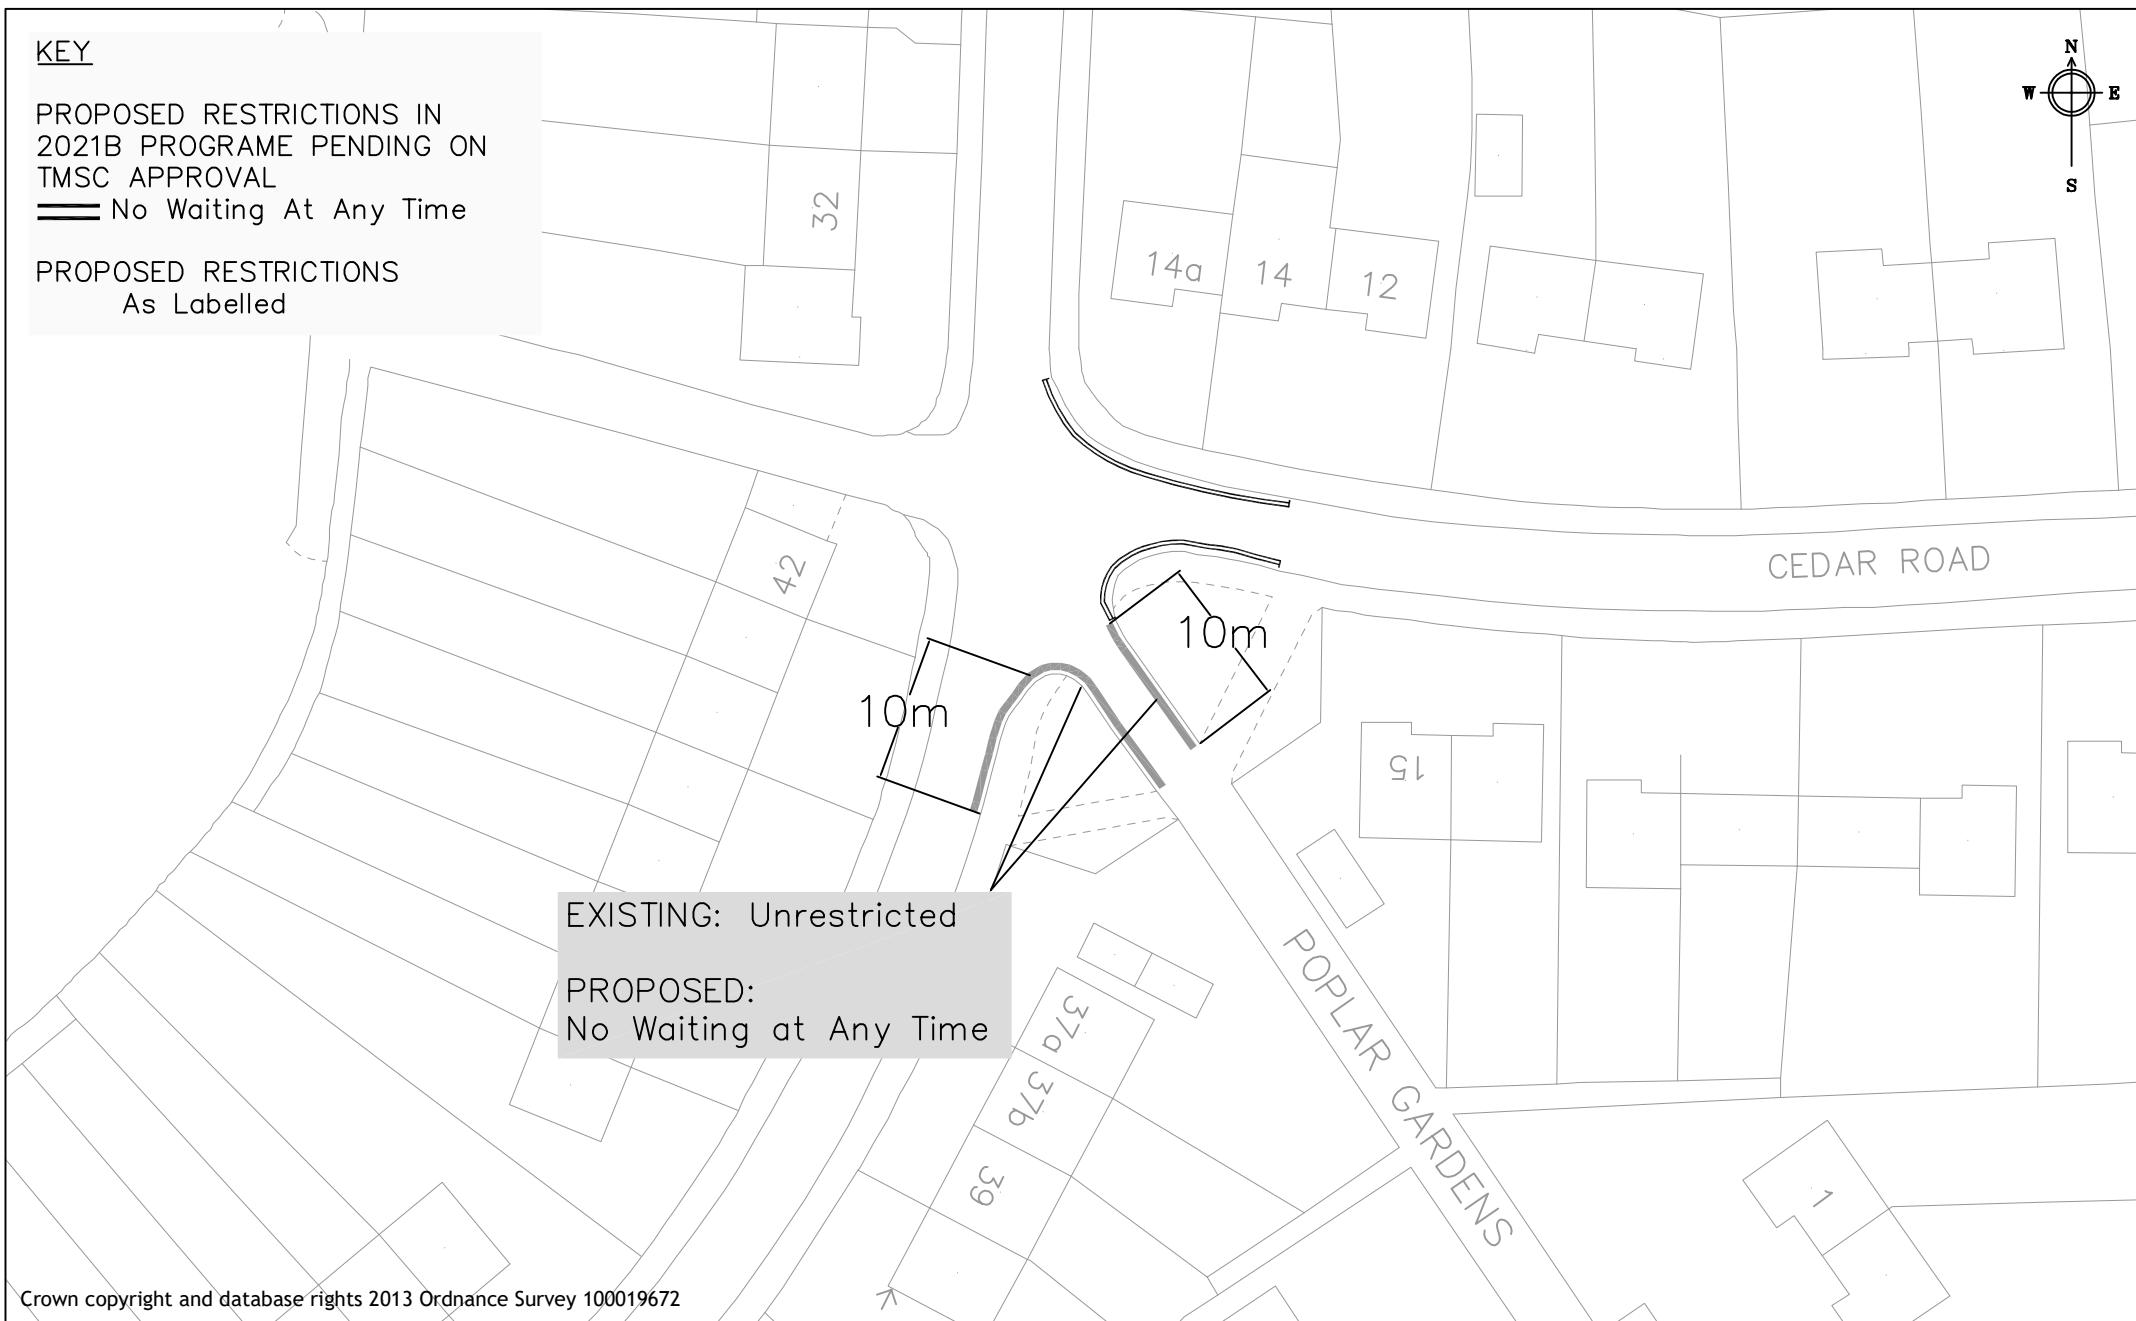 KEY
PROPOSED RESTRICTIONS IN
2021B PROGRAME PENDING ON
TMSC APPROVAL
No Waiting At Any Time
PROPOSED RESTRICTIONS
As Labelled
N
W E
S
32
14a
14
12
CEDAR ROAD
42
10m
10m
15
EXISTING: Unrestricted
PROPOSED:
No Waiting at Any Time
POPLAR GARDENS
37a
37b
39
1
Crown copyright and database rights 2013 Ordnance Survey 100019672